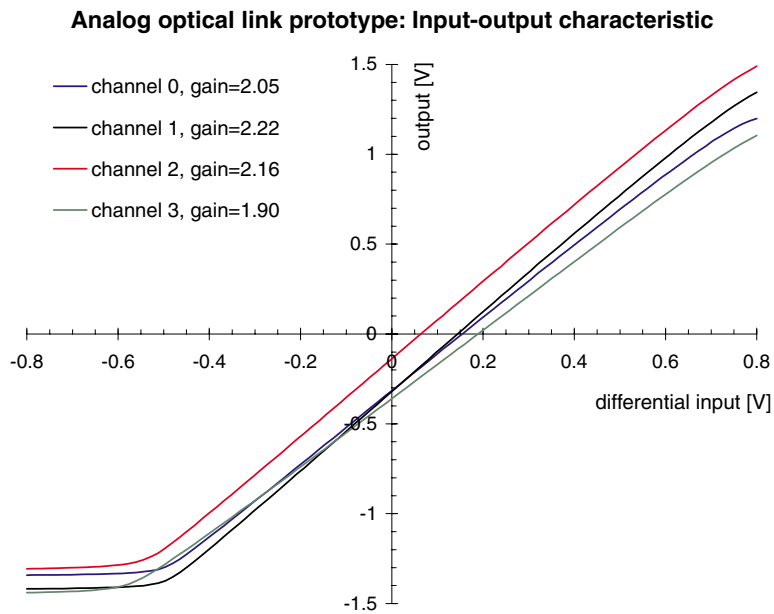 Analog optical link prototype: Input-output characteristic
channel 0, gain=2.05
channel 1, gain=2.22
channel 2, gain=2.16
channel 3, gain=1.90
output [V]
1.5
1
0.5
0
-0.5
-1
-1.5
-0.8 -0.6 -0.4 -0.2 0 0.2 0.4 0.6 0.8
differential input [V]